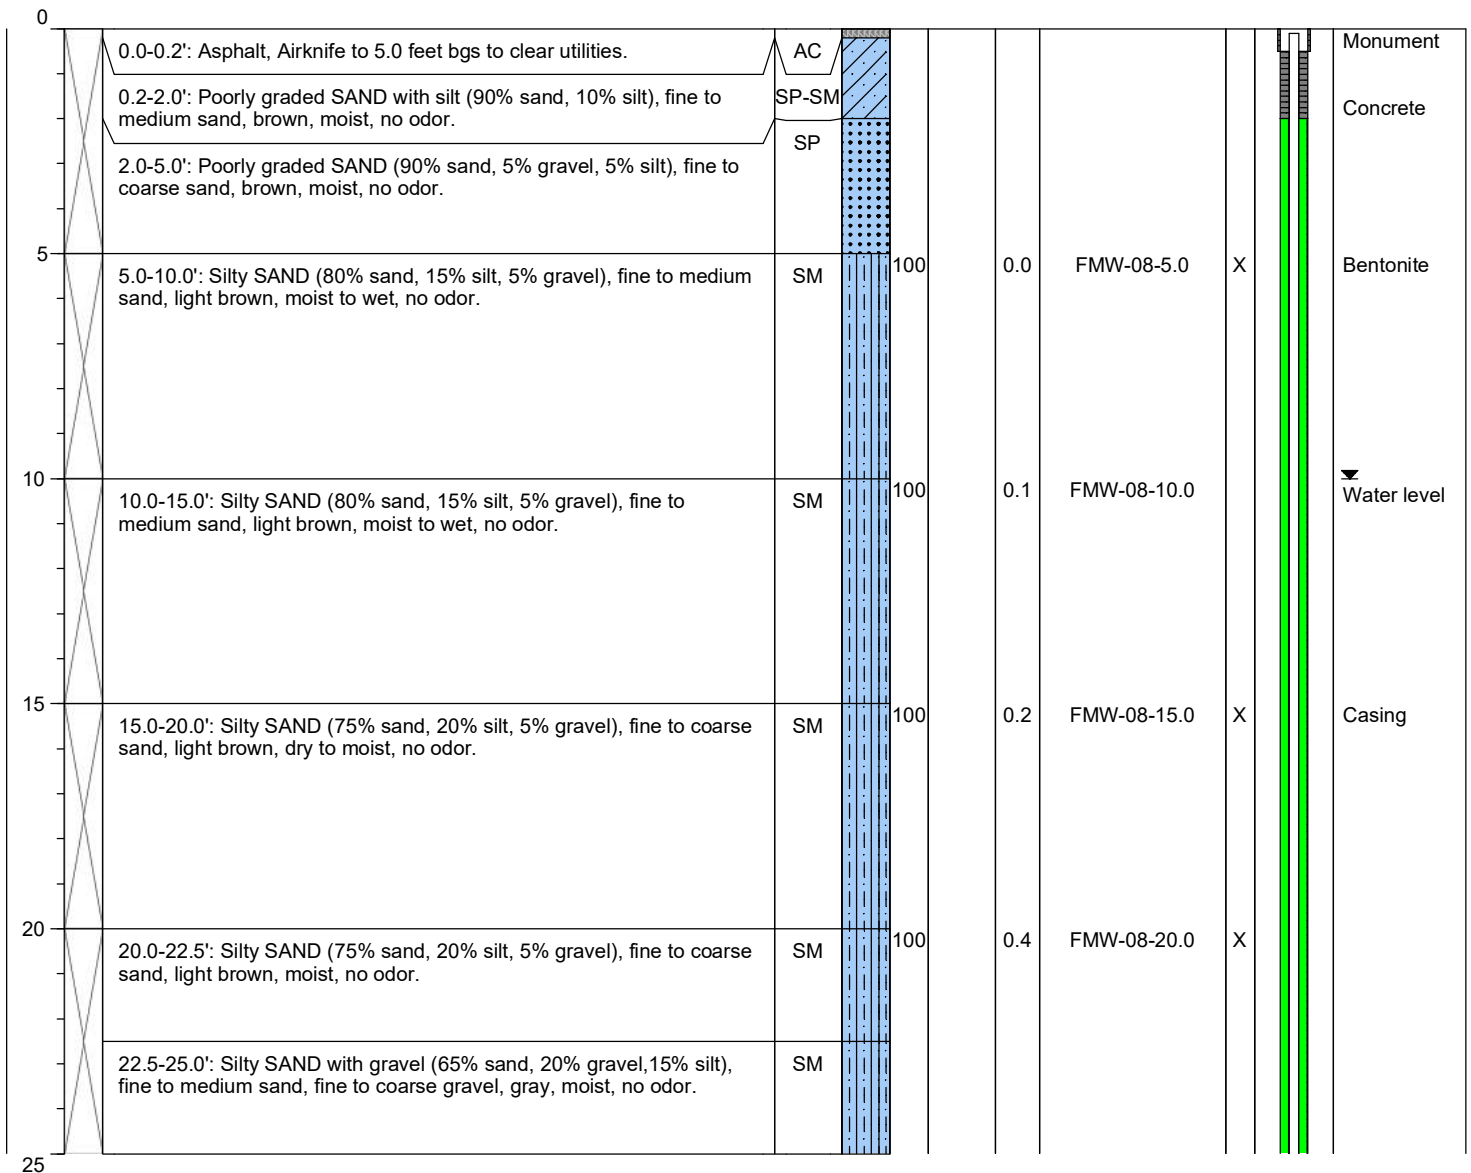 0
0.0-0.2': Asphalt, Airknife to 5.0 feet bgs to clear utilities.
AC
Monument
0.2-2.0': Poorly graded SAND with silt (90% sand, 10% silt), fine to
medium sand, brown, moist, no odor.
SP-SM
Concrete
SP
2.0-5.0': Poorly graded SAND (90% sand, 5% gravel, 5% silt), fine to
coarse sand, brown, moist, no odor.
5
5.0-10.0': Silty SAND (80% sand, 15% silt, 5% gravel), fine to medium
sand, light brown, moist to wet, no odor.
SM
100
0.0
FMW-08-5.0
X
Bentonite
10
10.0-15.0': Silty SAND (80% sand, 15% silt, 5% gravel), fine to
medium sand, light brown, moist to wet, no odor.
SM
100
0.1
FMW-08-10.0
Water level
15
15.0-20.0': Silty SAND (75% sand, 20% silt, 5% gravel), fine to coarse
sand, light brown, dry to moist, no odor.
SM
100
0.2
FMW-08-15.0
X
Casing
20
20.0-22.5': Silty SAND (75% sand, 20% silt, 5% gravel), fine to coarse
sand, light brown, moist, no odor.
SM
100
0.4
FMW-08-20.0
X
22.5-25.0': Silty SAND with gravel (65% sand, 20% gravel,15% silt),
fine to medium sand, fine to coarse gravel, gray, moist, no odor.
SM
25